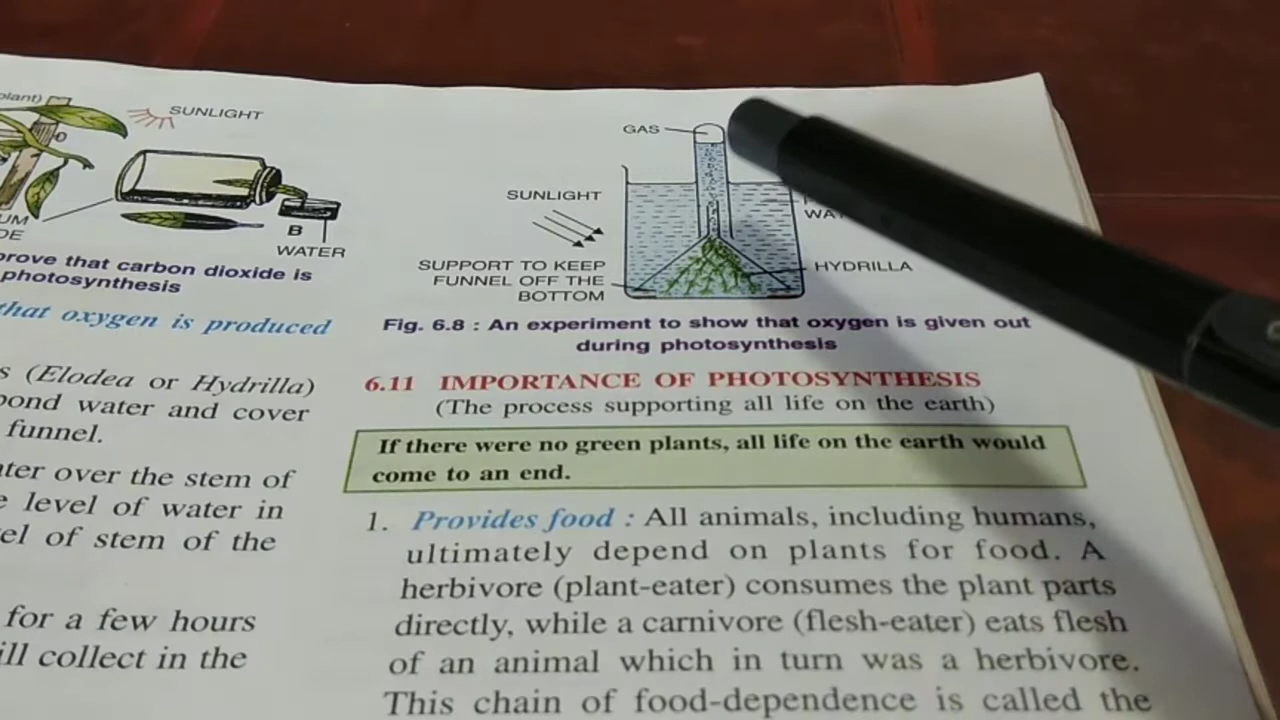 SUNLIGHT
B
WATER
prove that carbon dioxide is
photosynthesis
that oxygen is produced
(Elodea or Hydrilla)
pond water and cover
funnel.
over the stem of
level of water in
of stem of the
for a few hours
collect in the
GAS
SUNLIGHT
SUPPORT TO KEEP
FUNNEL OFF THE
BOTTOM
HYDRILLA
Fig. 6.8 : An experiment to show that oxygen is given out
during photosynthesis
6.11 IMPORTANCE OF PHOTOSYNTHESIS
(The process supporting all life on the earth)
If there were no green plants, all life on the earth would
come to an end.
1. Provides food : All animals, including humans,
ultimately depend on plants for food. A
herbivore (plant-eater) consumes the plant parts
directly, while a carnivore (flesh-eater) eats flesh
of an animal which in turn was a herbivore.
This chain of food-dependence is called the